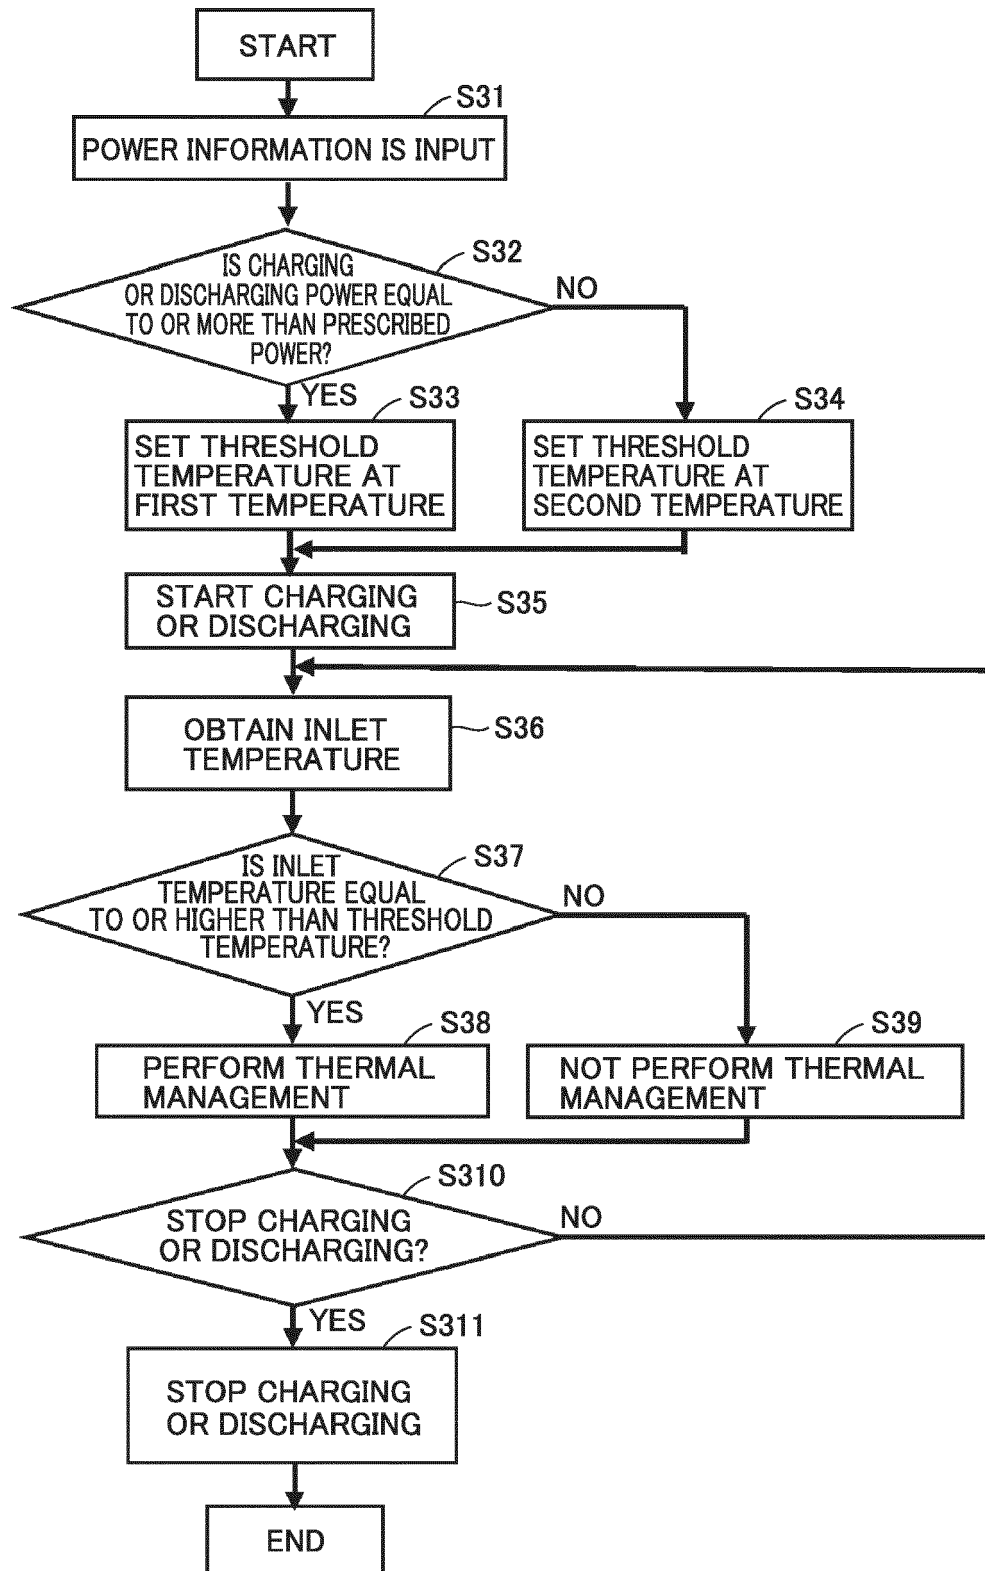 START
S31
POWER INFORMATION IS INPUT
S32
IS CHARGING
OR DISCHARGING POWER EQUAL
TO OR MORE THAN PRESCRIBED
POWER?
NO
YES
S33
SET THRESHOLD
TEMPERATURE AT
FIRST TEMPERATURE
S34
SET THRESHOLD
TEMPERATURE AT
SECOND TEMPERATURE
START CHARGING
OR DISCHARGING
S35
OBTAIN INLET
TEMPERATURE
S36
S37
IS INLET
TEMPERATURE EQUAL
TO OR HIGHER THAN THRESHOLD
TEMPERATURE?
NO
YES
S38
PERFORM THERMAL
MANAGEMENT
S39
NOT PERFORM THERMAL
MANAGEMENT
S310
STOP CHARGING
OR DISCHARGING?
NO
YES
S311
STOP CHARGING
OR DISCHARGING
END